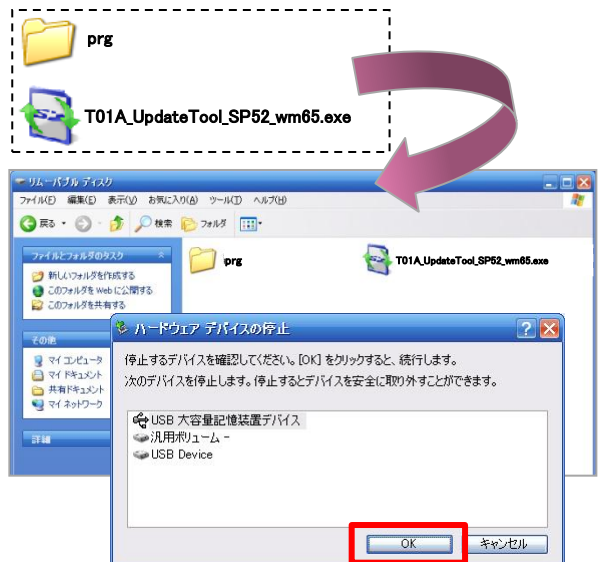 prg
T01A_UpdateTool_SP52_wm65.exe
リムーバブル ディスク
ファイル(F) 編集(E) 表示(V) お気に入り(A) ツール(T) ヘルプ(H)
戻る 検索 フォルダ
ファイルとフォルダのタスク
新しいフォルダを作成する
このフォルダを Web に公開する
このフォルダを共有する
prg
T01A_UpdateTool_SP52_wm65.exe
その他
マイ コンピュータ
マイ ドキュメント
共有ドキュメント
マイ ネットワーク
詳細
ハードウェア デバイスの停止
停止するデバイスを確認してください。[OK] をクリックすると、続行します。
次のデバイスを停止します。停止するとデバイスを安全に取り外すことができます。
USB 大容量記憶装置デバイス
汎用ボリューム -
USB Device
OK キャンセル